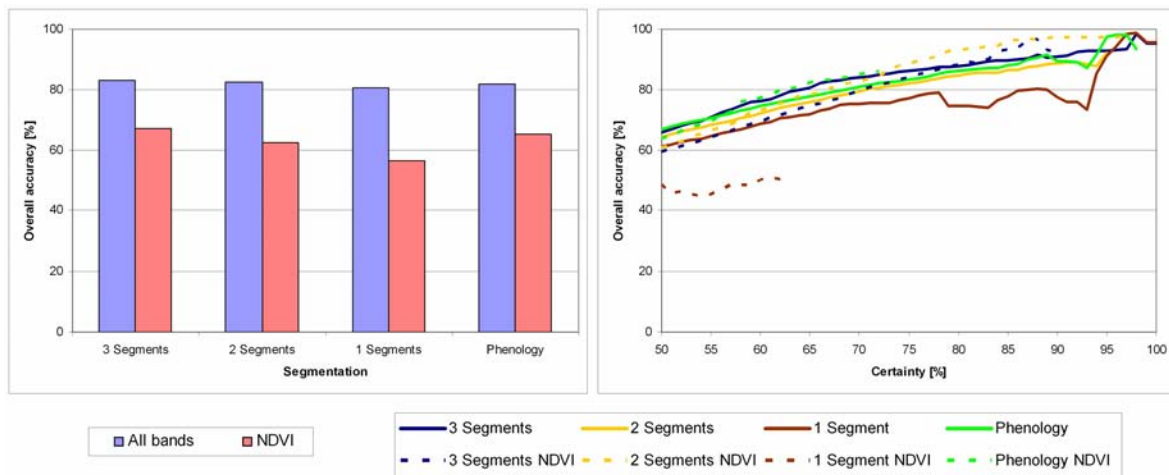 100
80
60
40
20
0
Overall accuracy [%]
3 Segments 2 Segments 1 Segments Phenology
Segmentation
100
80
60
40
20
0
Overall accuracy [%]
50 55 60 65 70 75 80 85 90 95 100
Certainty [%]
All bands NDVI
3 Segments 2 Segments 1 Segment Phenology
3 Segments NDVI 2 Segments NDVI 1 Segment NDVI Phenology NDVI